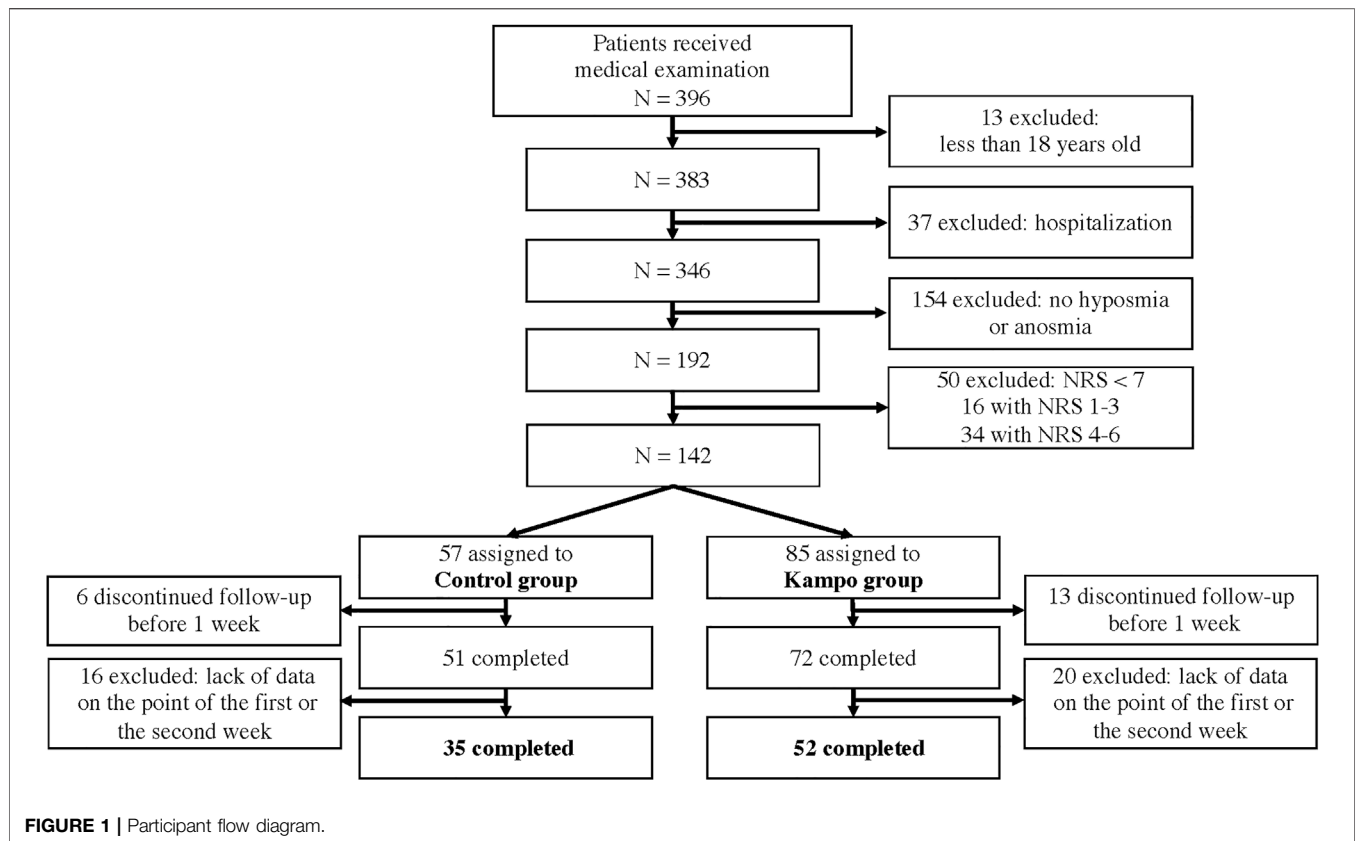 Patients received
medical examination
N = 396
13 excluded:
less than 18 years old
N = 383
37 excluded: hospitalization
N = 346
154 excluded: no hyposmia
or anosmia
N = 192
50 excluded: NRS < 7
16 with NRS 1-3
34 with NRS 4-6
N = 142
57 assigned to
Control group
85 assigned to
Kampo group
6 discontinued follow-up
before 1 week
13 discontinued follow-up
before 1 week
51 completed
72 completed
16 excluded: lack of data
on the point of the first or
the second week
20 excluded: lack of data
on the point of the first or
the second week
35 completed
52 completed
FIGURE 1 | Participant flow diagram.